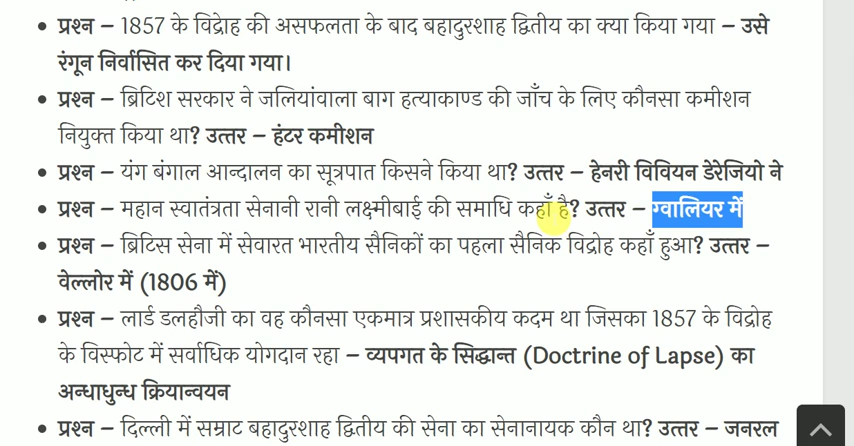 प्रश्न – 1857 के विद्रोह की असफलता के बाद बहादुरशाह द्वितीय का क्या किया गया – उसे
रंगून निर्वासित कर दिया गया।
प्रश्न – ब्रिटिश सरकार ने जलियांवाला बाग हत्याकाण्ड की जाँच के लिए कौनसा कमीशन
नियुक्त किया था? उत्तर – हंटर कमीशन
प्रश्न – यंग बंगाल आन्दालन का सूत्रपात किसने किया था? उत्तर – हेनरी विवियन डेरेजियो ने
प्रश्न – महान स्वातंत्रता सेनानी रानी लक्ष्मीबाई की समाधि कहाँ है? उत्तर – ग्वालियर में
प्रश्न – ब्रिटिस सेना में सेवारत भारतीय सैनिकों का पहला सैनिक विद्रोह कहाँ हुआ? उत्तर –
वेल्लोर में (1806 में)
प्रश्न – लार्ड डलहौजी का वह कौनसा एकमात्र प्रशासकीय कदम था जिसका 1857 के विद्रोह
के विस्फोट में सर्वाधिक योगदान रहा – व्यपगत के सिद्धान्त (Doctrine of Lapse) का
अन्धाधुन्ध क्रियान्वयन
प्रश्न – दिल्ली में सम्राट बहादुरशाह द्वितीय की सेना का सेनानायक कौन था? उत्तर – जनरल